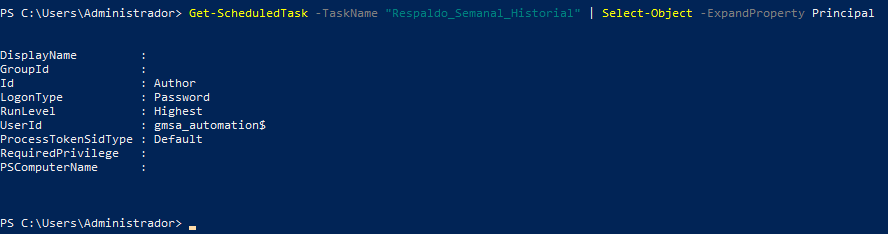 PS C:\Users\Administrador> Get-ScheduledTask -TaskName "Respaldo_Semanal_Historial" | Select-Object -ExpandProperty Principal
DisplayName         :
GroupId             :
Id                  : Author
LogonType           : Password
RunLevel            : Highest
UserId              : gmsa_automation$
ProcessTokenSidType : Default
RequiredPrivilege   :
PSComputerName      :
PS C:\Users\Administrador>